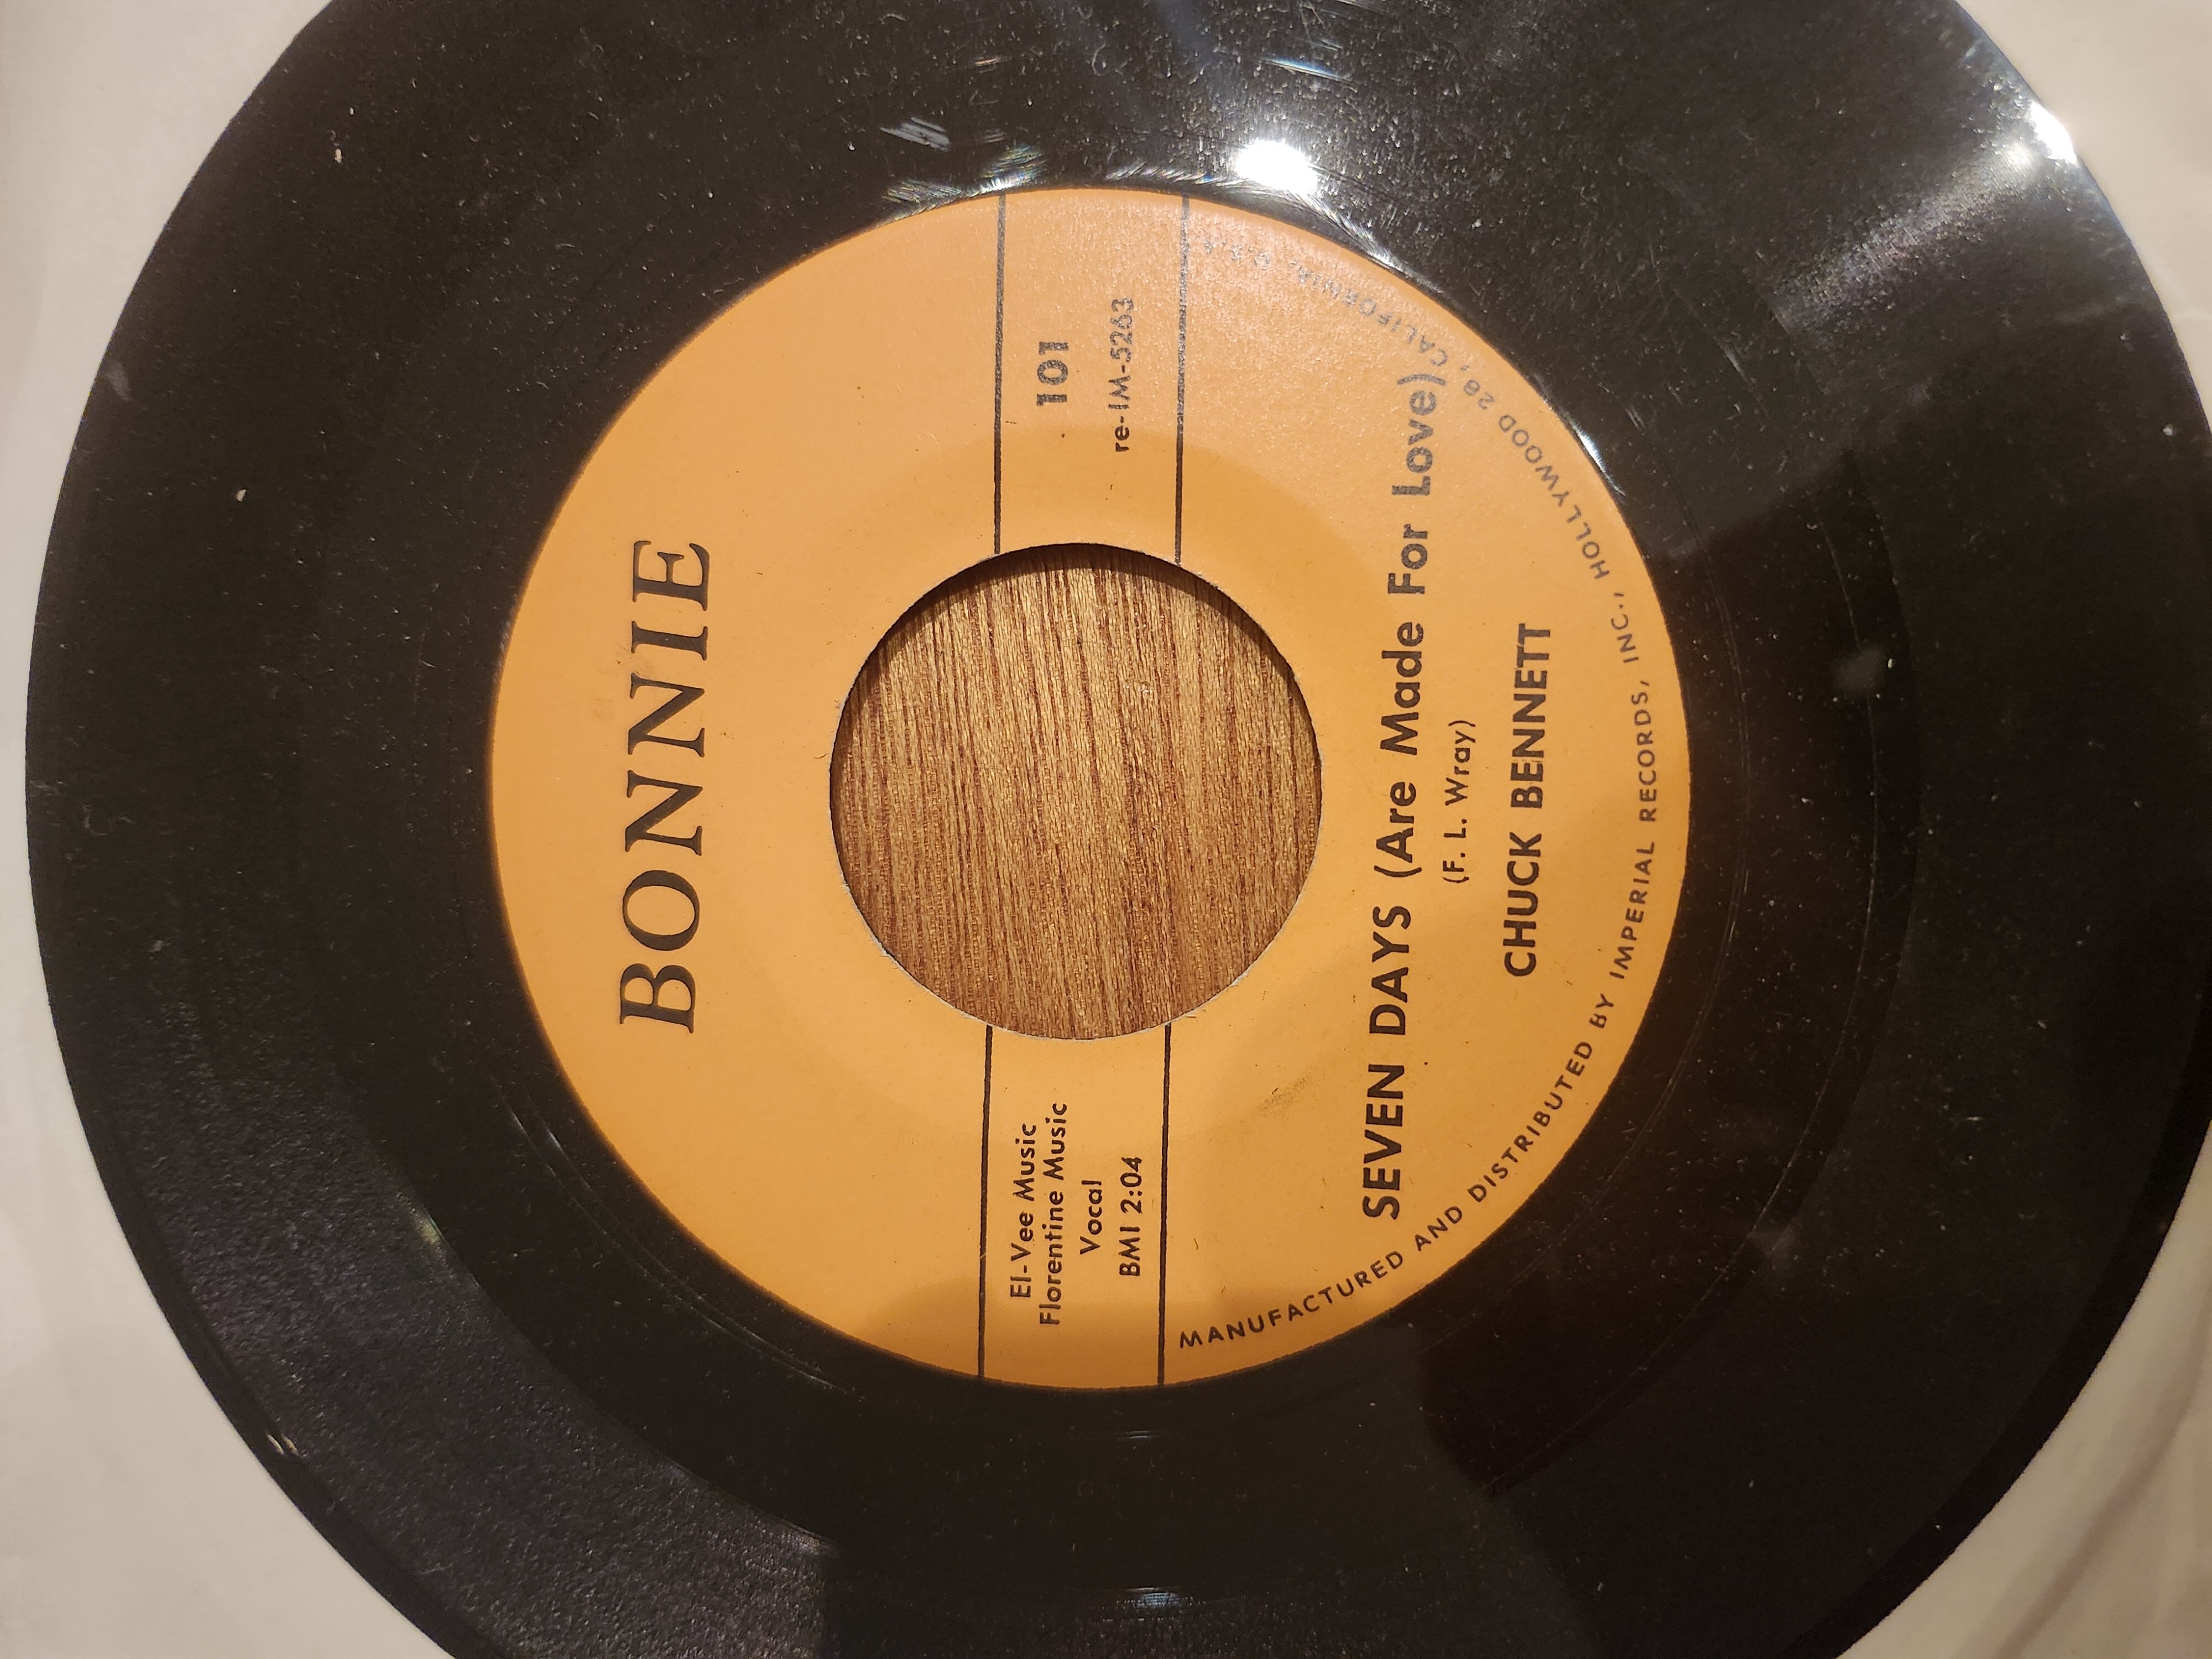 BONNIE
El-Vee Music
Florentine Music
Vocal
BMI 2:04
101
re-IM-5263
SEVEN DAYS (Are Made For Love)
(F. L. Wray)
CHUCK BENNETT
MANUFACTURED AND DISTRIBUTED BY IMPERIAL RECORDS, INC., HOLLYWOOD 28, CALIFORNIA, U.S.A.